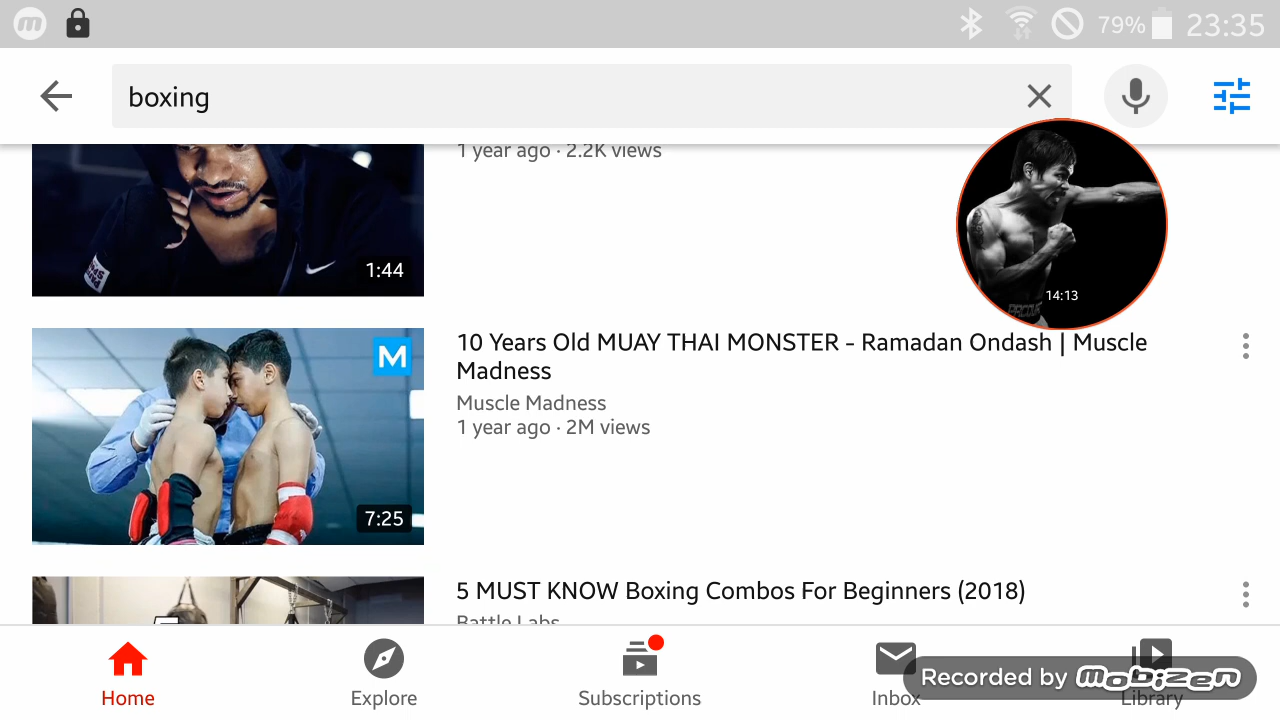 79% 23:35
boxing
1 year ago · 2.2K views
1:44
14:13
10 Years Old MUAY THAI MONSTER - Ramadan Ondash | Muscle
Madness
M
Muscle Madness
1 year ago · 2M views
7:25
5 MUST KNOW Boxing Combos For Beginners (2018)
Battle Labs
Home
Explore
Subscriptions
Inbox
Library
Recorded by mobizen